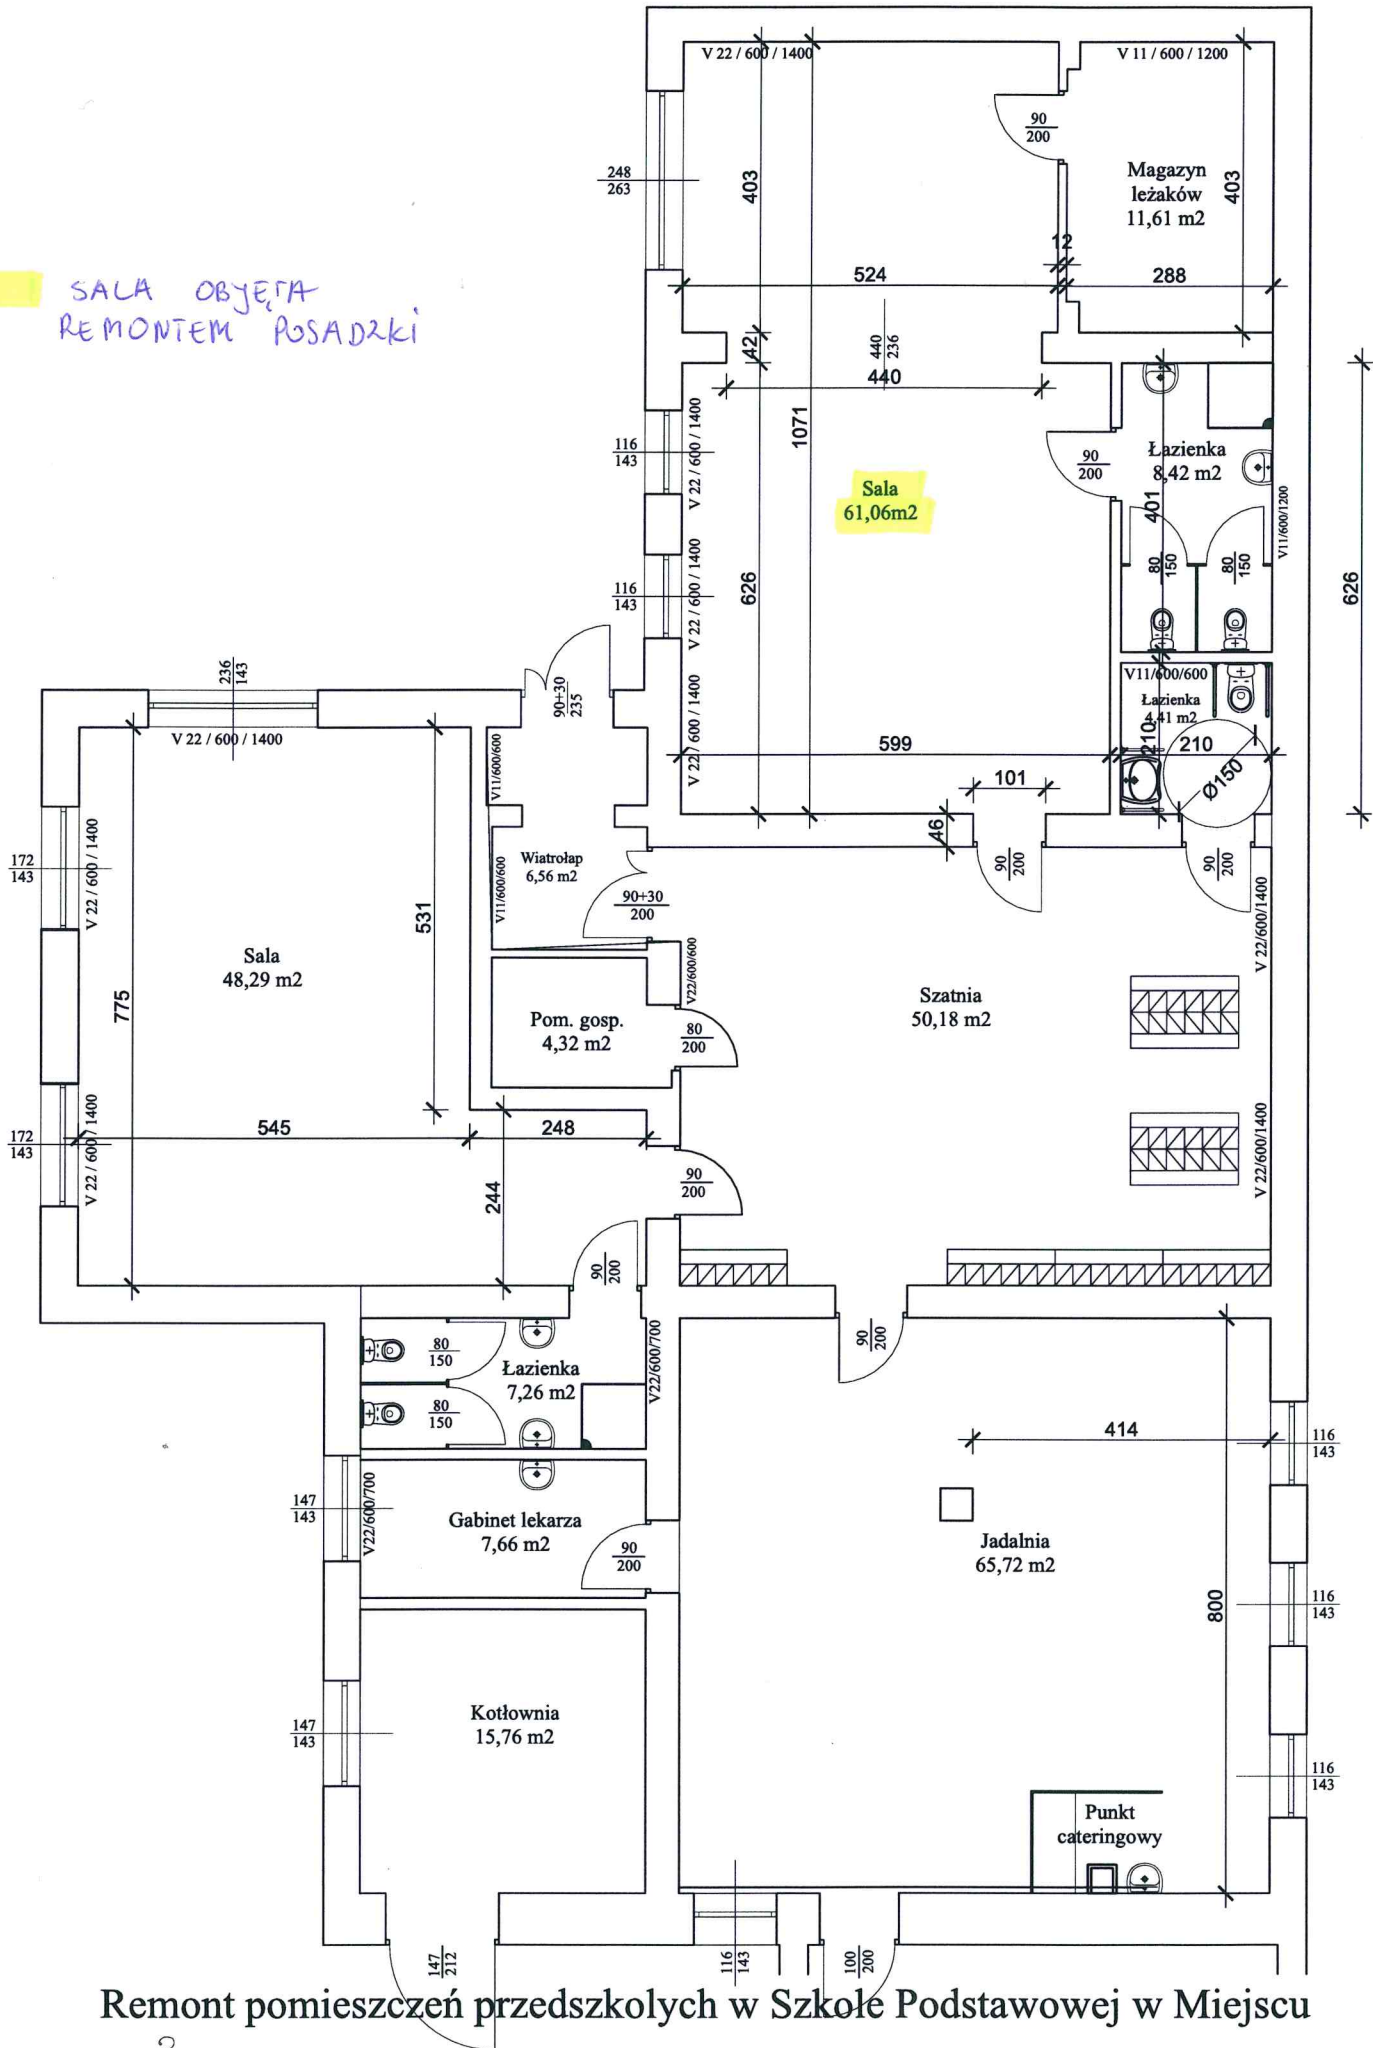 V 22 / 600 / 1400
V 11 / 600 / 1200
90
200
248
263
403
Magazyn
leżaków
11,61 m2
403
12
524
288
SALA OBJĘTA
REMONTEM POSADZKI
42
440
236
440
626
1071
116
143
V 22 / 600 / 1400
90
200
Łazienka
8,42 m2
401
V11/600/1200
Sala
61,06m2
80
150
80
150
116
143
V 22 / 600 / 1400
626
236
143
90+30
235
V11/600/600
Łazienka
4,41 m2
210
210
Ø150
V 22 / 600 / 1400
V 22 / 600 / 1400
599
101
V11/600/600
46
172
143
V 22 / 600 / 1400
531
Wiatrołap
6,56 m2
V11/600/600
90+30
200
90
200
90
200
V 22/600/1400
Sala
48,29 m2
775
V22/600/600
Szatnia
50,18 m2
Pom. gosp.
4,32 m2
80
200
172
143
V 22 / 600 / 1400
545
248
V 22/600/1400
244
90
200
90
200
80
150
Łazienka
7,26 m2
80
150
V22/600/700
90
200
414
116
143
147
143
V22/600/700
Gabinet lekarza
7,66 m2
90
200
Jadalnia
65,72 m2
800
116
143
Kotłownia
15,76 m2
147
143
116
143
Punkt
cateringowy
147
212
116
143
100
200
Remont pomieszczeń przedszkolych w Szkole Podstawowej w Miejscu